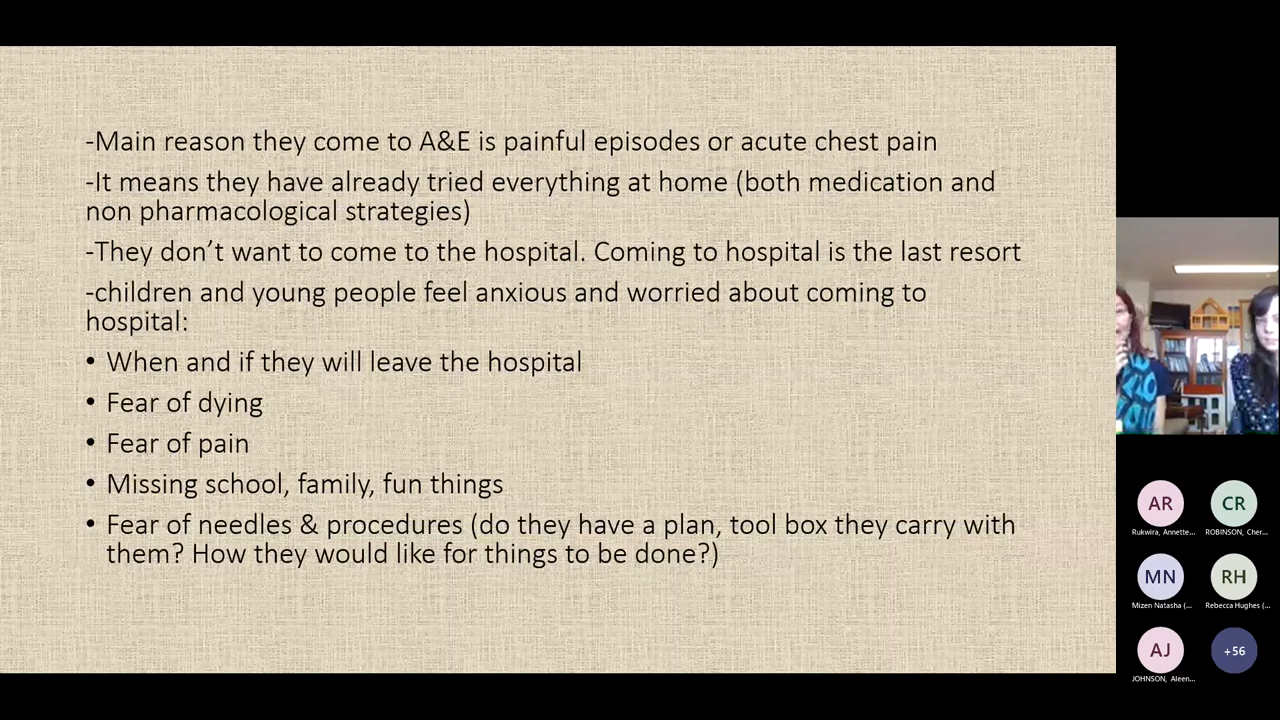 -Main reason they come to A&E is painful episodes or acute chest pain
-It means they have already tried everything at home (both medication and
non pharmacological strategies)
-They don’t want to come to the hospital. Coming to hospital is the last resort
-children and young people feel anxious and worried about coming to
hospital:
• When and if they will leave the hospital
• Fear of dying
• Fear of pain
• Missing school, family, fun things
• Fear of needles & procedures (do they have a plan, tool box they carry with
them? How they would like for things to be done?)
AR
CR
Rukwira, Annette...
ROBINSON, Cher...
MN
RH
Mizen Natasha (...
Rebecca Hughes (...
AJ
+56
JOHNSON, Aleen...